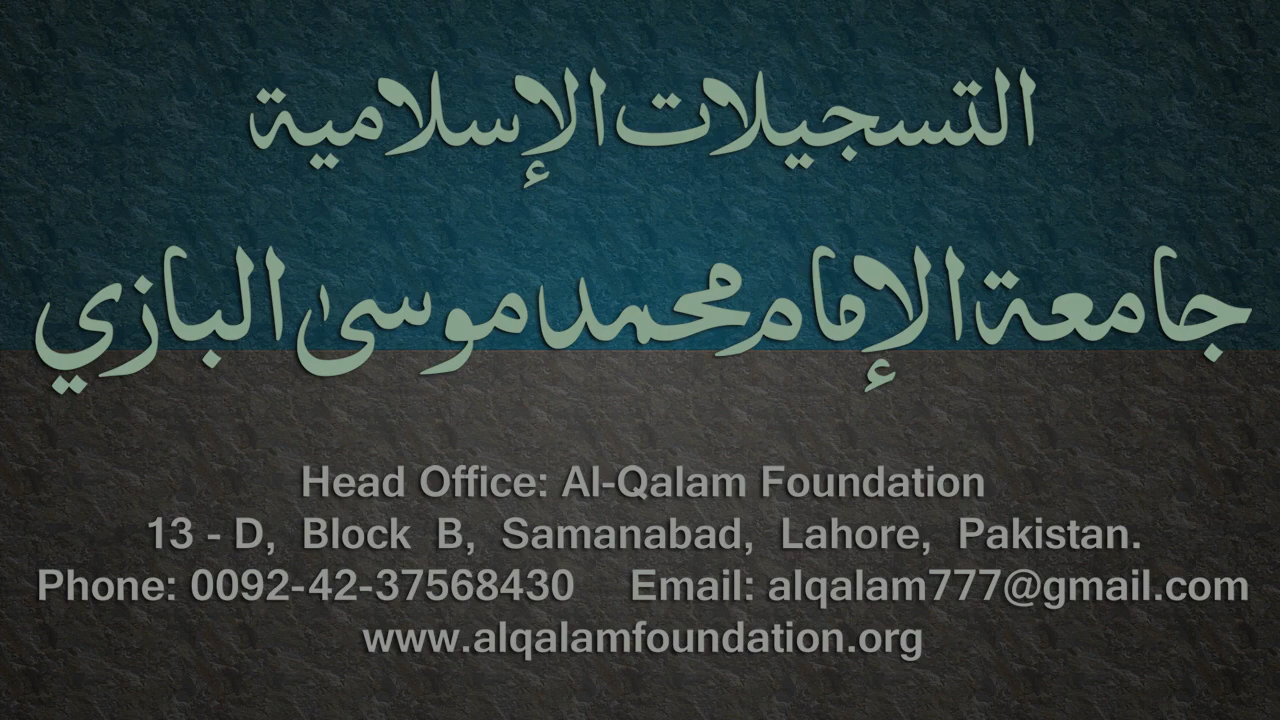 التسجيلات الإسلامية
جامعة الإمام محمد موسىٰ البازي
Head Office: Al-Qalam Foundation
13 - D, Block B, Samanabad, Lahore, Pakistan.
Phone: 0092-42-37568430 Email: alqalam777@gmail.com
www.alqalamfoundation.org